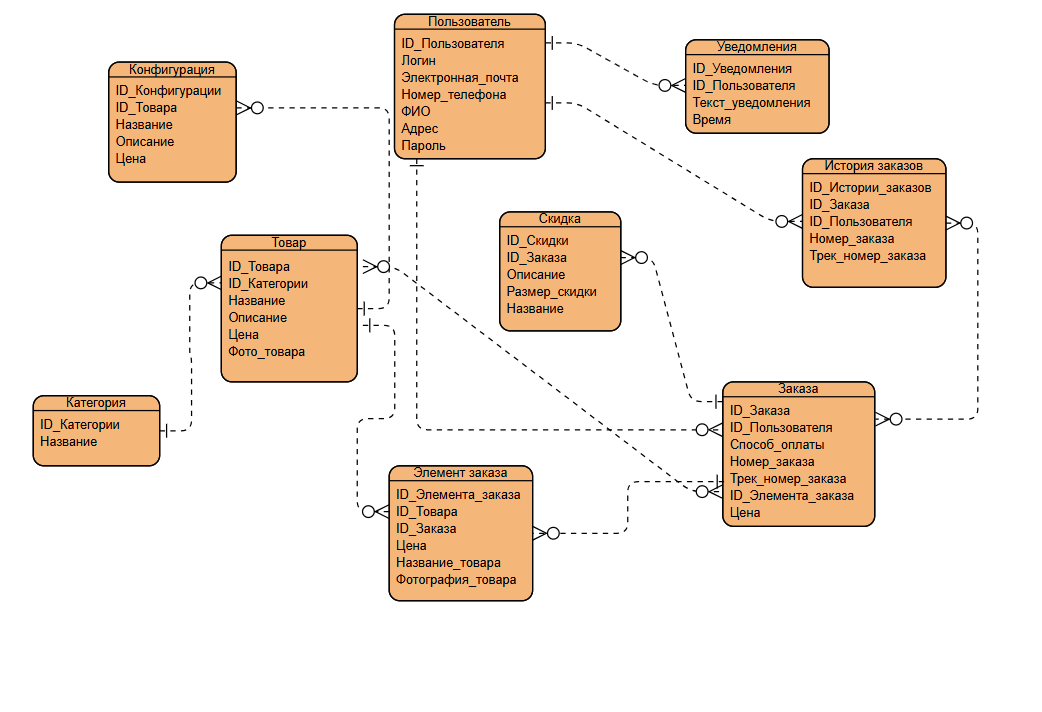 Пользователь
ID_Пользователя
Логин
Электронная_почта
Номер_телефона
ФИО
Адрес
Пароль
Уведомления
ID_Уведомления
ID_Пользователя
Текст_уведомления
Время
Конфигурация
ID_Конфигурации
ID_Товара
Название
Описание
Цена
История заказов
ID_Истории_заказов
ID_Заказа
ID_Пользователя
Номер_заказа
Трек_номер_заказа
Скидка
ID_Скидки
ID_Заказа
Описание
Размер_скидки
Название
Товар
ID_Товара
ID_Категории
Название
Описание
Цена
Фото_товара
Категория
ID_Категории
Название
Заказа
ID_Заказа
ID_Пользователя
Способ_оплаты
Номер_заказа
Трек_номер_заказа
ID_Элемента_заказа
Цена
Элемент заказа
ID_Элемента_заказа
ID_Товара
ID_Заказа
Цена
Название_товара
Фотография_товара